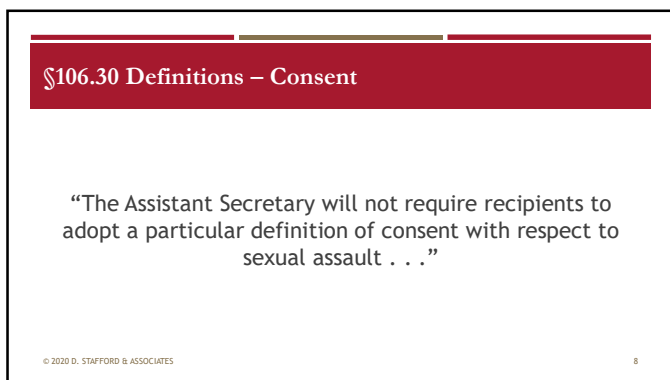 §106.30 Definitions – Consent
“The Assistant Secretary will not require recipients to
adopt a particular definition of consent with respect to
sexual assault . . .”
© 2020 D. STAFFORD & ASSOCIATES
8